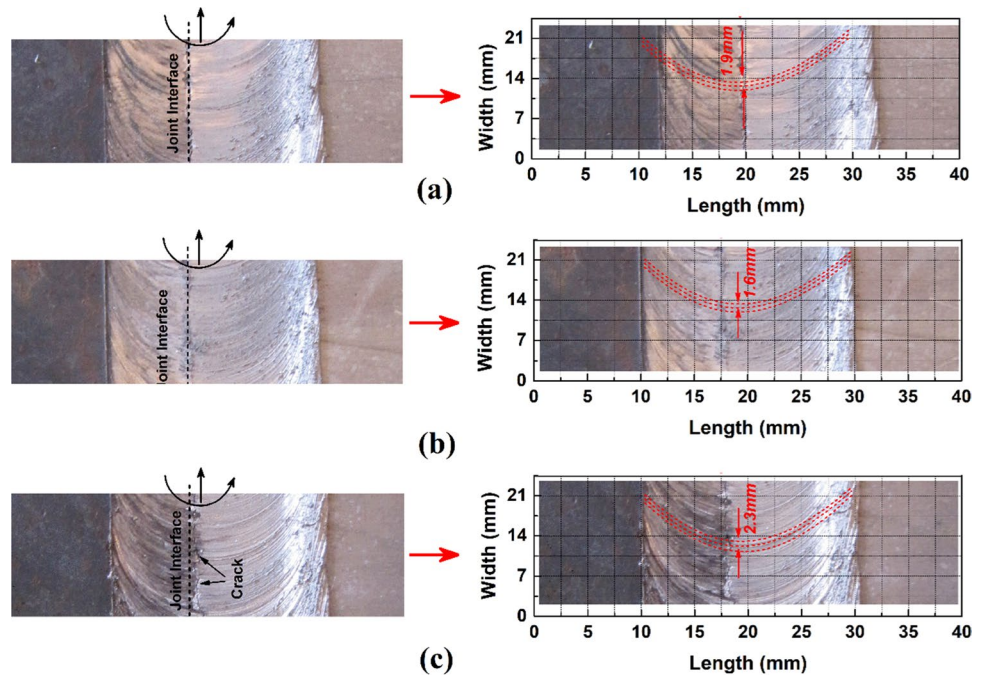 Joint Interface
1.9mm
Width (mm)
21
14
7
0
0 5 10 15 20 25 30 35 40
Length (mm)
(a)
Joint Interface
1.6mm
Width (mm)
21
14
7
0
0 5 10 15 20 25 30 35 40
Length (mm)
(b)
Joint Interface
Crack
2.3mm
Width (mm)
21
14
7
0
0 5 10 15 20 25 30 35 40
Length (mm)
(c)